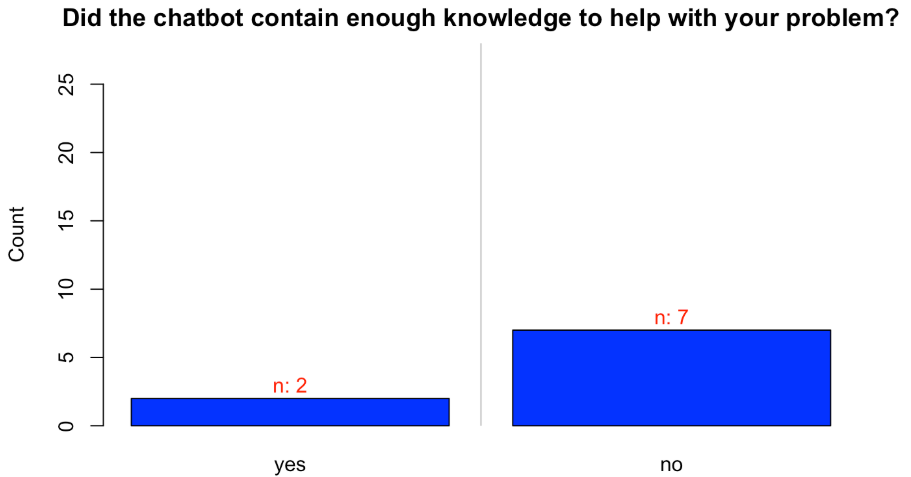 Did the chatbot contain enough knowledge to help with your problem?
25
20
15
10
5
0
Count
n: 2
n: 7
yes
no